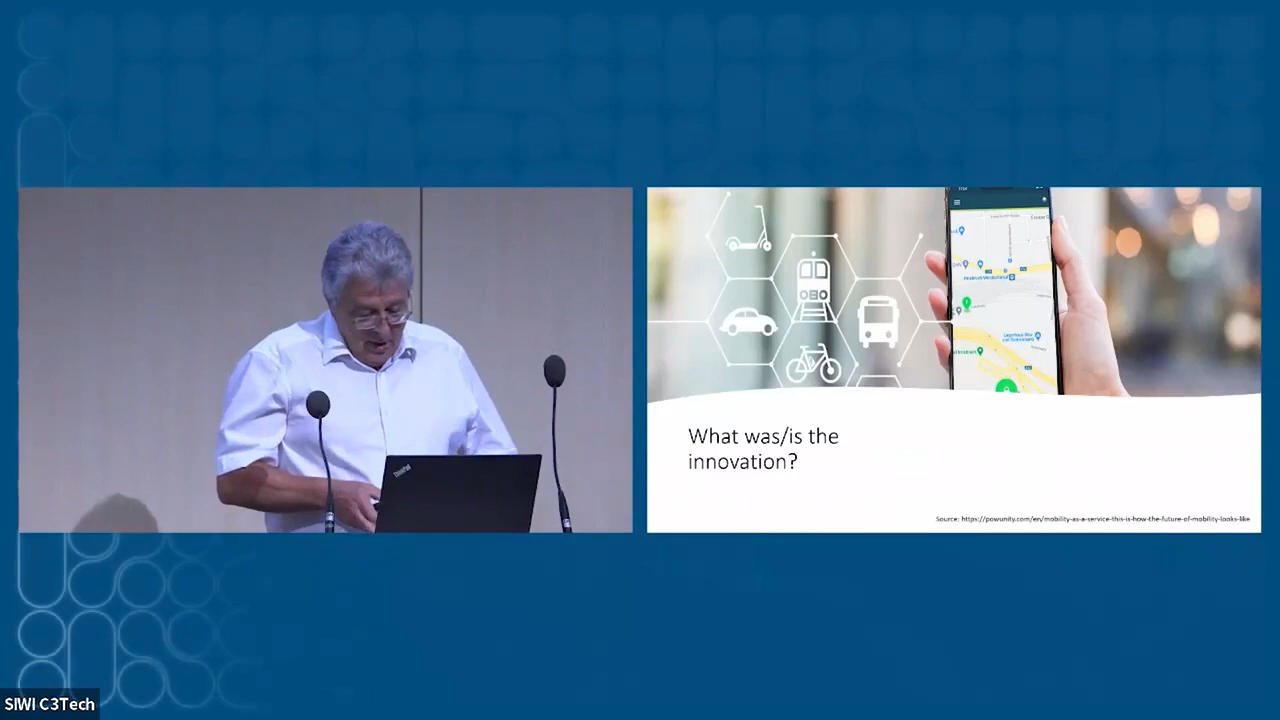 ThinkPad
What was/is the
innovation?
Source: https://powunity.com/en/mobility-as-a-service-this-is-how-the-future-of-mobility-looks-like
SIWI C3Tech